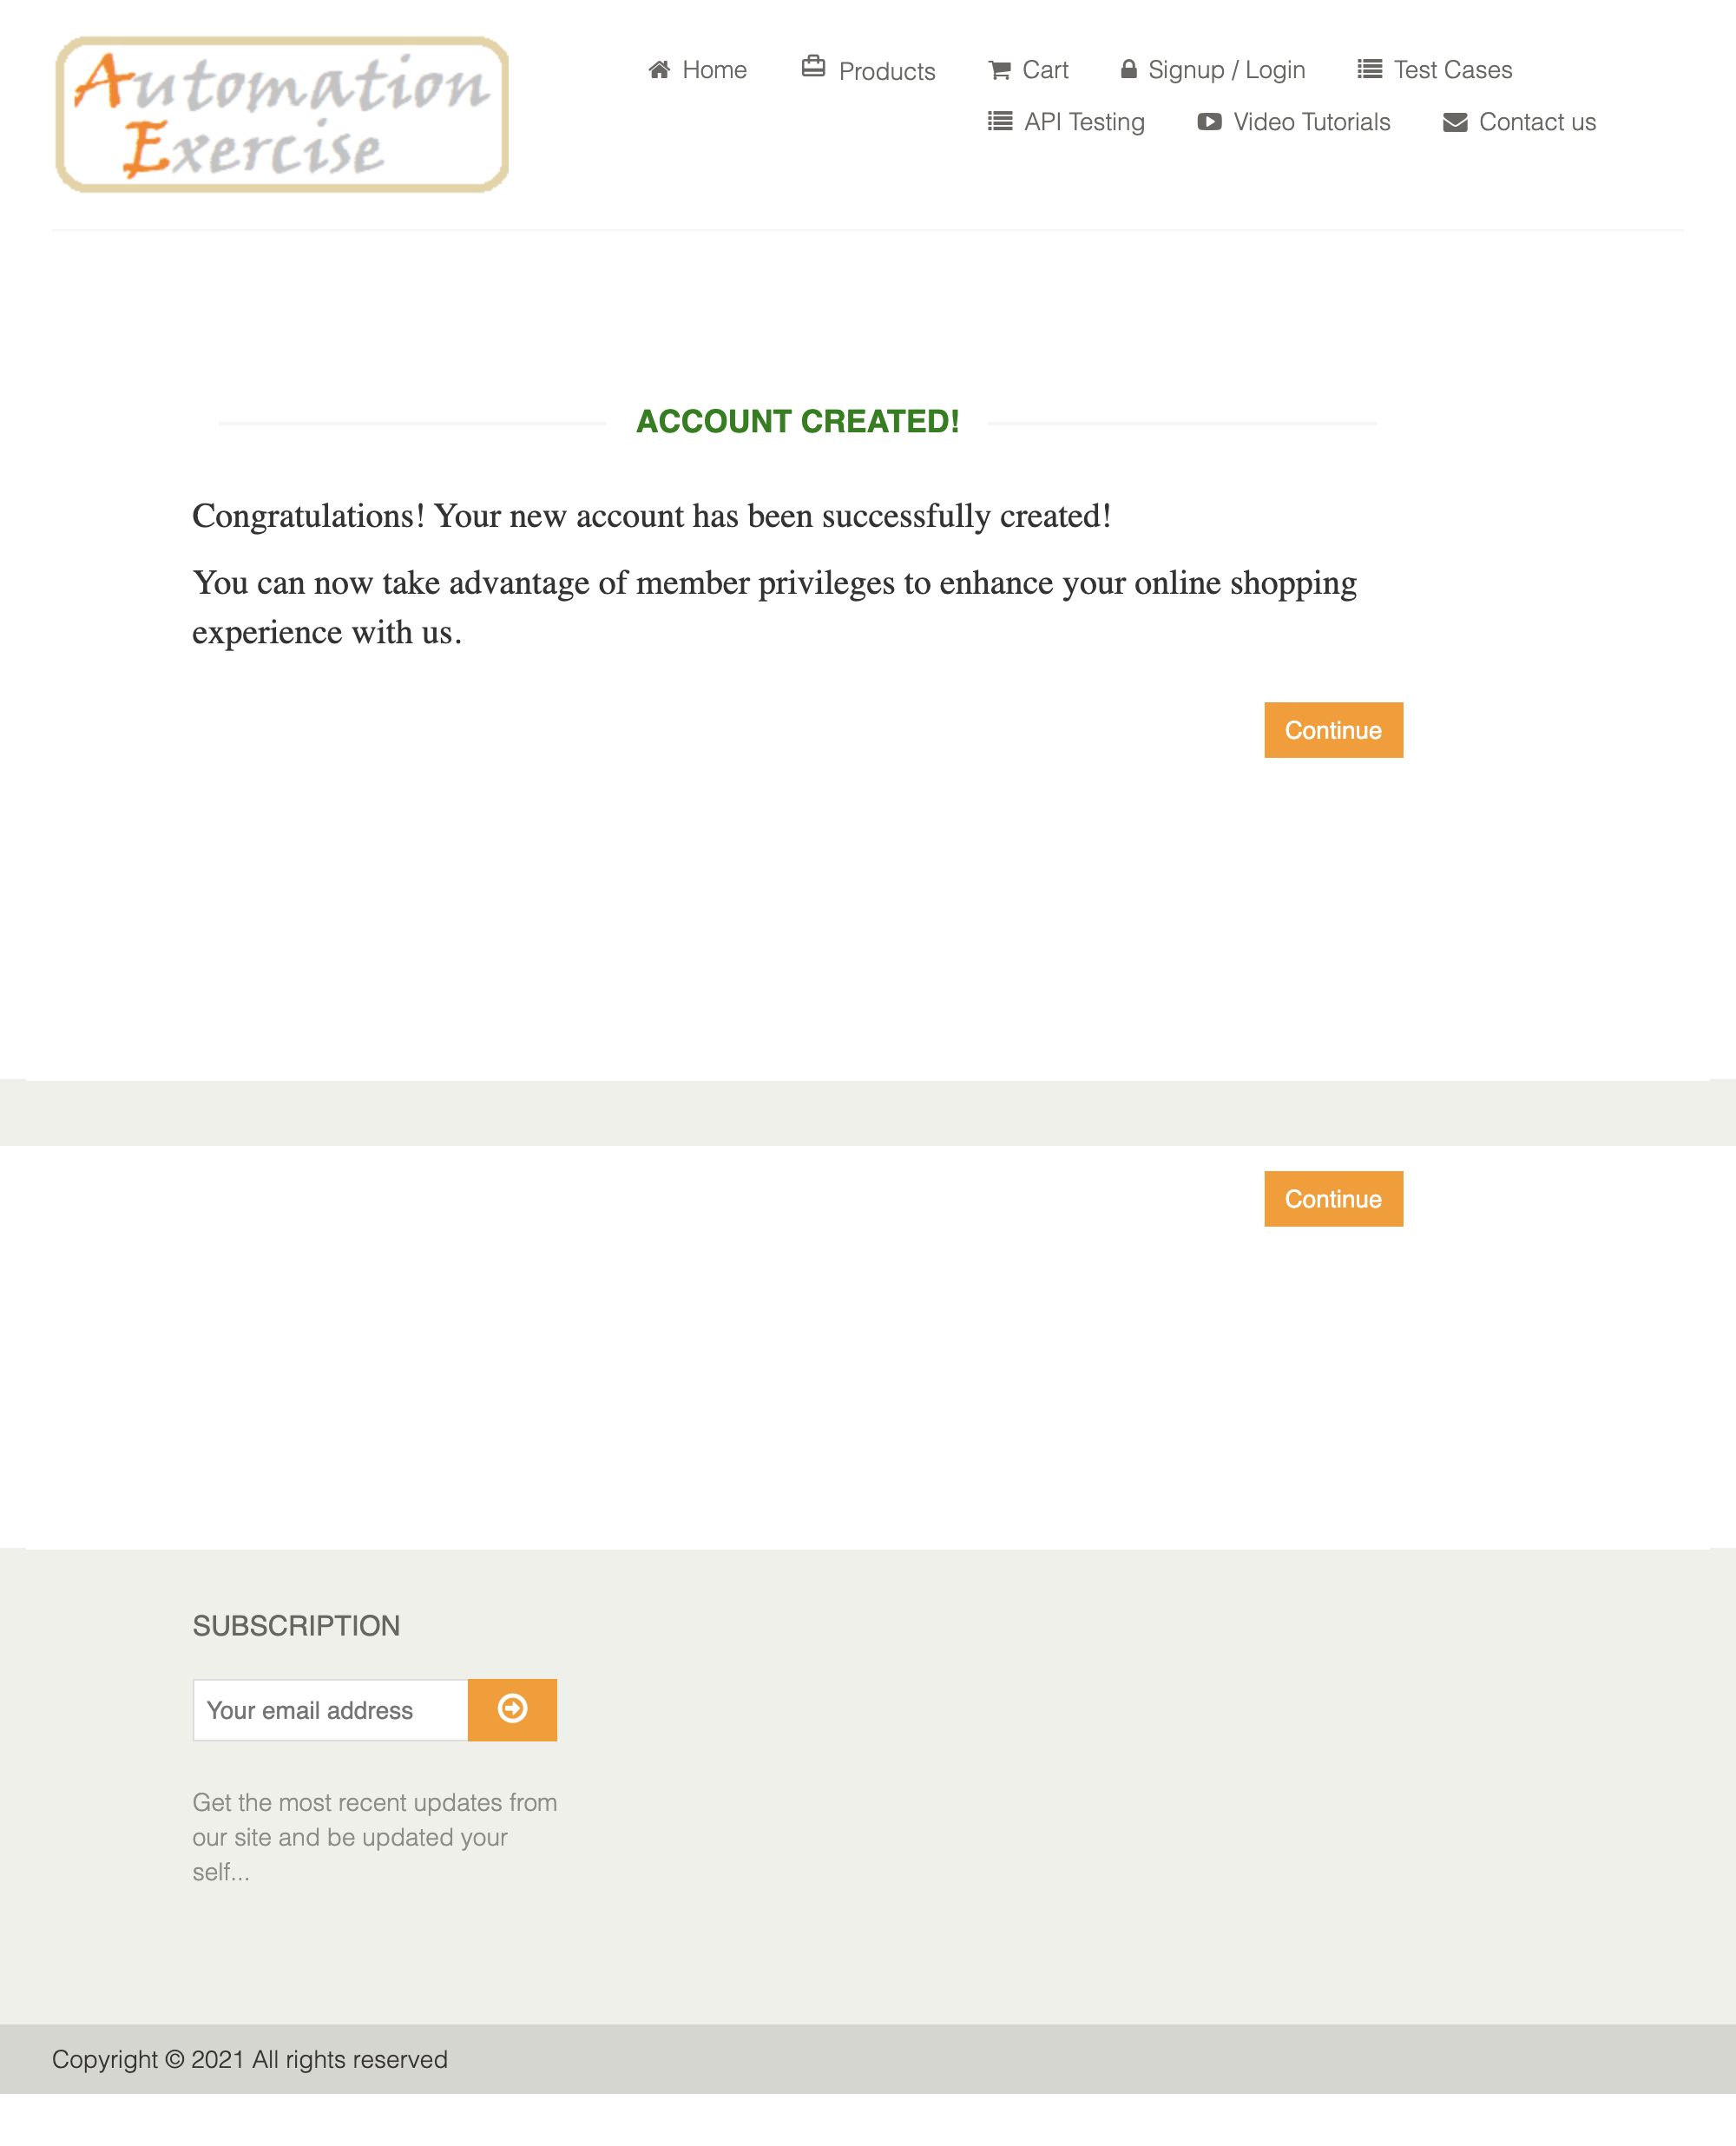 Automation
Exercise
Home Products Cart Signup / Login Test Cases
API Testing Video Tutorials Contact us
ACCOUNT CREATED!
Congratulations! Your new account has been successfully created!
You can now take advantage of member privileges to enhance your online shopping
experience with us.
Continue
Continue
SUBSCRIPTION
Your email address
Get the most recent updates from
our site and be updated your
self...
Copyright © 2021 All rights reserved